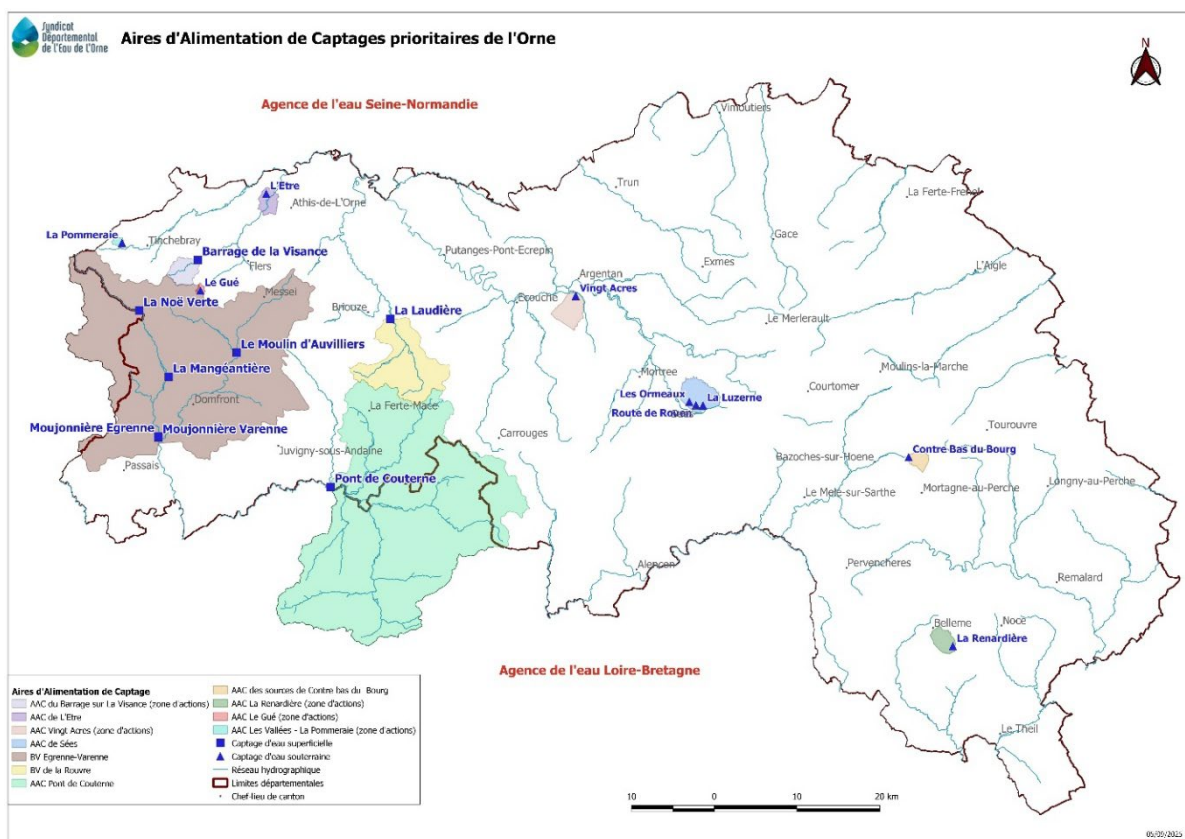 Syndicat
Départemental
de l'Eau de l'Orne
Aires d'Alimentation de Captages prioritaires de l'Orne
N
Agence de l'eau Seine-Normandie
Vimoutiers
L'Etre
Trun
La Ferte-Frenel
Athis-de-L'Orne
La Pommeraie
Tinchebray
Gace
Barrage de la Visance
Putanges-Pont-Ecrepin
Flers
Exmes
L'Aigle
Argentan
Le Gué
Vingt Acres
Messei
Ecouche
La Noë Verte
Briouze
La Laudière
Le Merlerault
Le Moulin d'Auvilliers
Moulins-la-Marche
La Mangéantière
Mortree
Courtomer
Les Ormeaux
La Luzerne
Domfront
La Ferte-Mace
Route de Rouen
Tourouvre
Moujonnière Egrenne
Moujonnière Varenne
Carrouges
Juvigny-sous-Andaine
Contre Bas du Bourg
Bazoches-sur-Hoene
Passais
Pont de Couterne
Longny-au-Perche
Le Mele-sur-Sarthe
Mortagne-au-Perche
Alencon
Pervencheres
Remalard
Belleme
Noce
La Renardière
Agence de l'eau Loire-Bretagne
Le Theil
Aires d'Alimentation de Captage
AAC du Barrage sur La Visance (zone d'actions)
AAC de L'Etre
AAC Vingt Acres (zone d'actions)
AAC de Sées
BV Egrenne-Varenne
BV de la Rouvre
AAC Pont de Couterne
AAC des sources de Contre bas du Bourg
AAC La Renardière (zone d'actions)
AAC Le Gué (zone d'actions)
AAC Les Vallées - La Pommeraie (zone d'actions)
Captage d'eau superficielle
Captage d'eau souterraine
Réseau hydrographique
Limites départementales
Chef-lieu de canton
10 0 10 20 km
05/09/2025